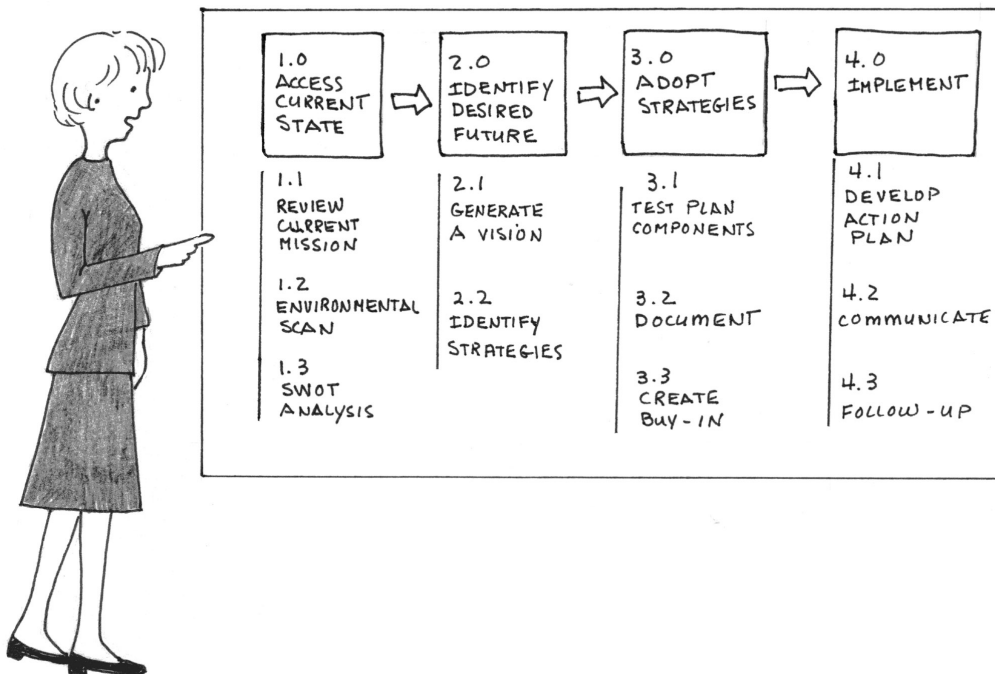 1.0
ACCESS
CURRENT
STATE
2.0
IDENTIFY
DESIRED
FUTURE
3.0
ADOPT
STRATEGIES
4.0
IMPLEMENT
1.1
REVIEW
CURRENT
MISSION
1.2
ENVIRONMENTAL
SCAN
1.3
SWOT
ANALYSIS
2.1
GENERATE
A VISION
2.2
IDENTIFY
STRATEGIES
3.1
TEST PLAN
COMPONENTS
3.2
DOCUMENT
3.3
CREATE
BUY-IN
4.1
DEVELOP
ACTION
PLAN
4.2
COMMUNICATE
4.3
FOLLOW-UP